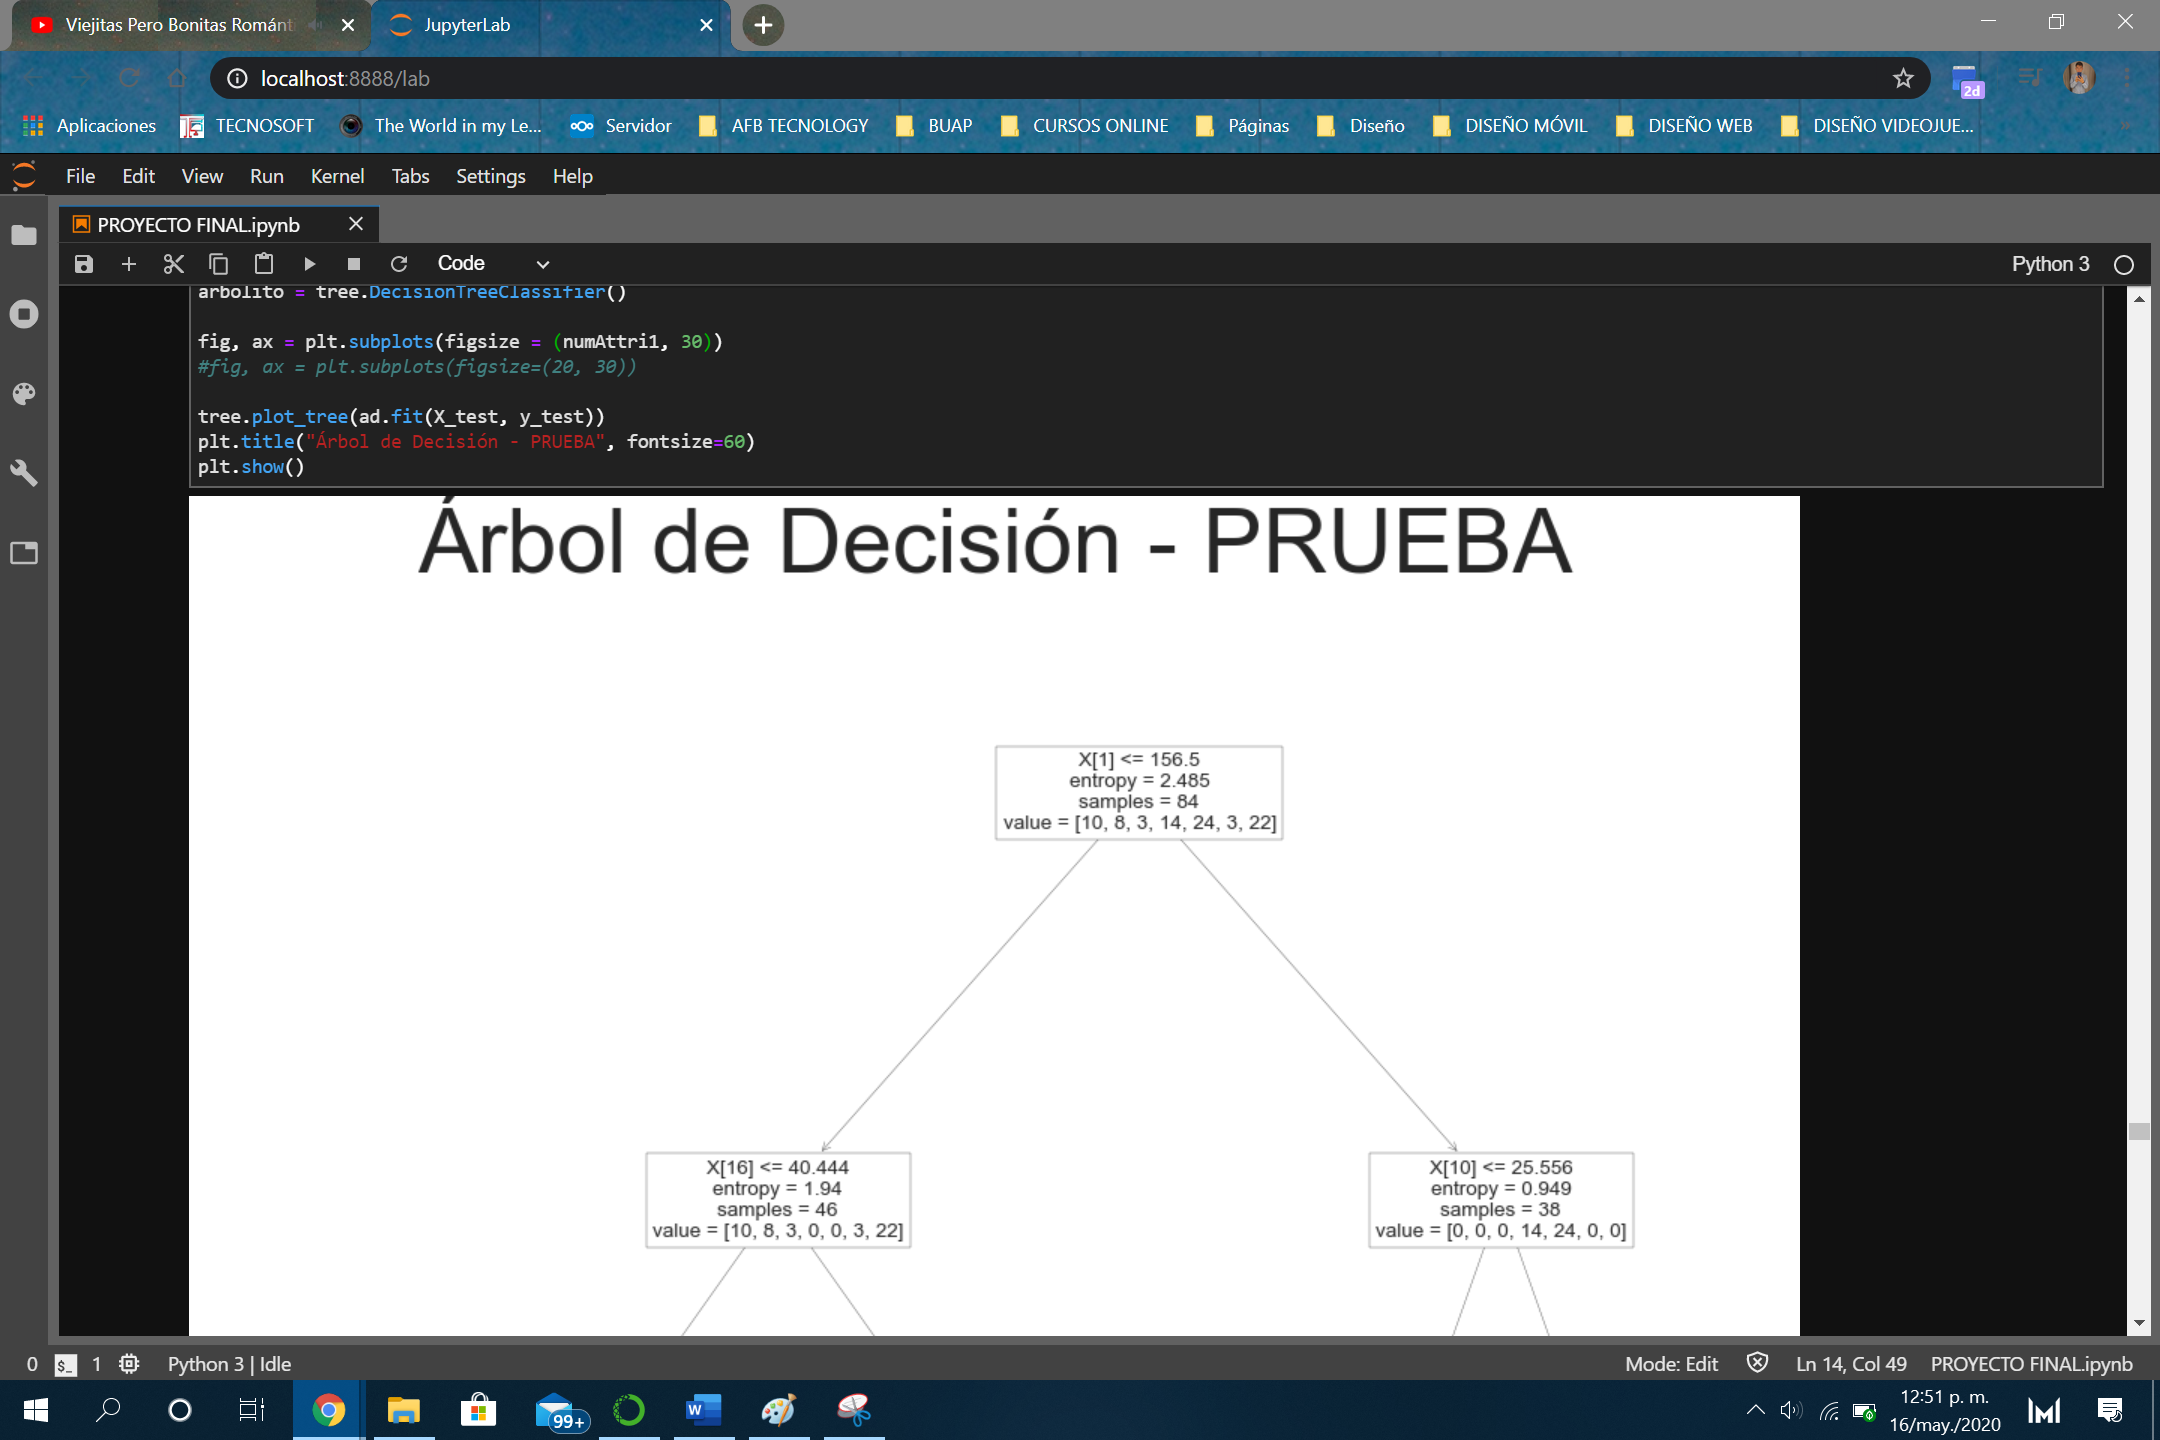 Viejitas Pero Bonitas Románt
JupyterLab
localhost:8888/lab
2d
Aplicaciones
TECNOSOFT
The World in my Le...
Servidor
AFB TECNOLOGY
BUAP
CURSOS ONLINE
Páginas
Diseño
DISEÑO MÓVIL
DISEÑO WEB
DISEÑO VIDEOJUE...
File Edit View Run Kernel Tabs Settings Help
PROYECTO FINAL.ipynb
Code
Python 3
arbolito = tree.DecisionTreeClassifier()
fig, ax = plt.subplots(figsize = (numAttri1, 30))
#fig, ax = plt.subplots(figsize=(20, 30))
tree.plot_tree(ad.fit(X_test, y_test))
plt.title("Árbol de Decisión - PRUEBA", fontsize=60)
plt.show()
Árbol de Decisión - PRUEBA
X[1] <= 156.5
entropy = 2.485
samples = 84
value = [10, 8, 3, 14, 24, 3, 22]
X[16] <= 40.444
entropy = 1.94
samples = 46
value = [10, 8, 3, 0, 0, 3, 22]
X[10] <= 25.556
entropy = 0.949
samples = 38
value = [0, 0, 0, 14, 24, 0, 0]
0
$_
1
Python 3 | Idle
Mode: Edit
Ln 14, Col 49
PROYECTO FINAL.ipynb
99+
W
12:51 p. m.
16/may./2020